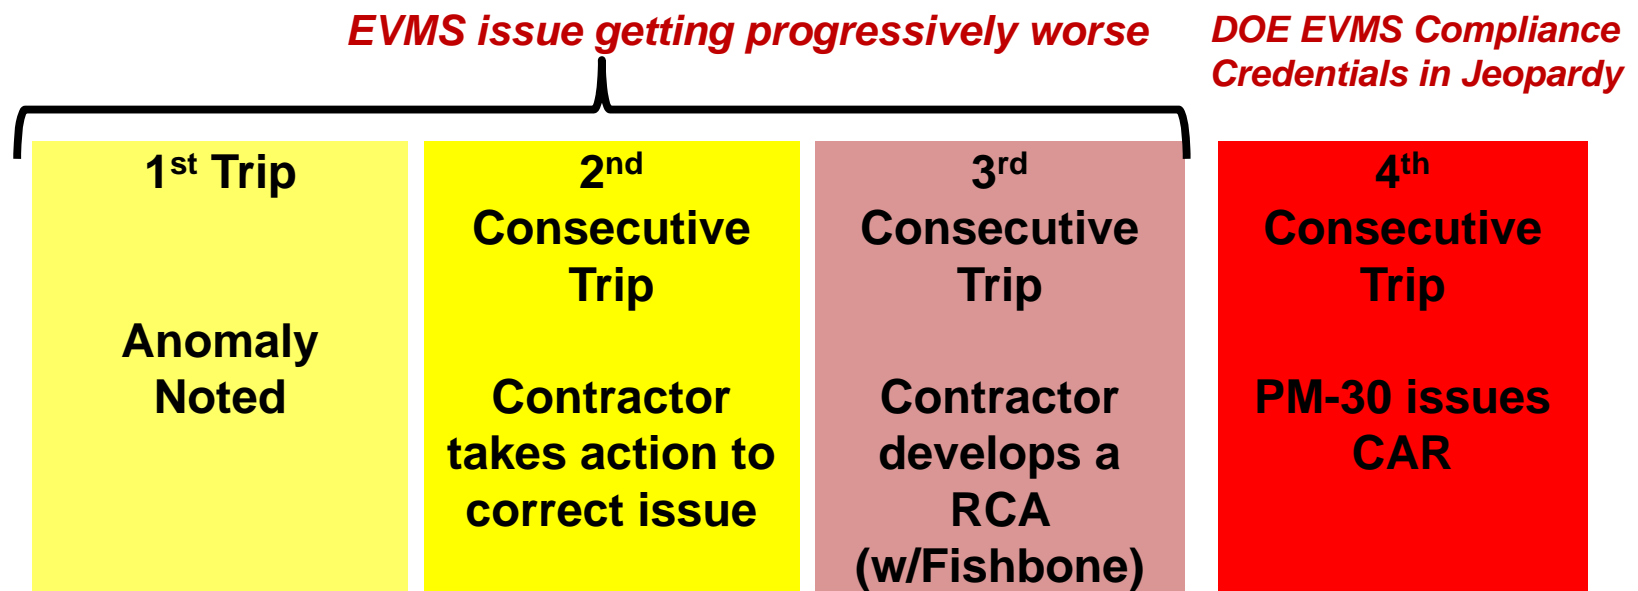 EVMS issue getting progressively worse
DOE EVMS Compliance
Credentials in Jeopardy
1st Trip
Anomaly
Noted
2nd
Consecutive
Trip
Contractor
takes action to
correct issue
3rd
Consecutive
Trip
Contractor
develops a
RCA
(w/Fishbone)
4th
Consecutive
Trip
PM-30 issues
CAR